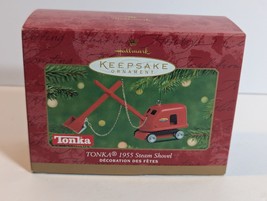 Hallmark
KEEPSAKE
ORNAMENT
Tonka
TONKA® 1955 Steam Shovel
DÉCORATION DES FÊTES